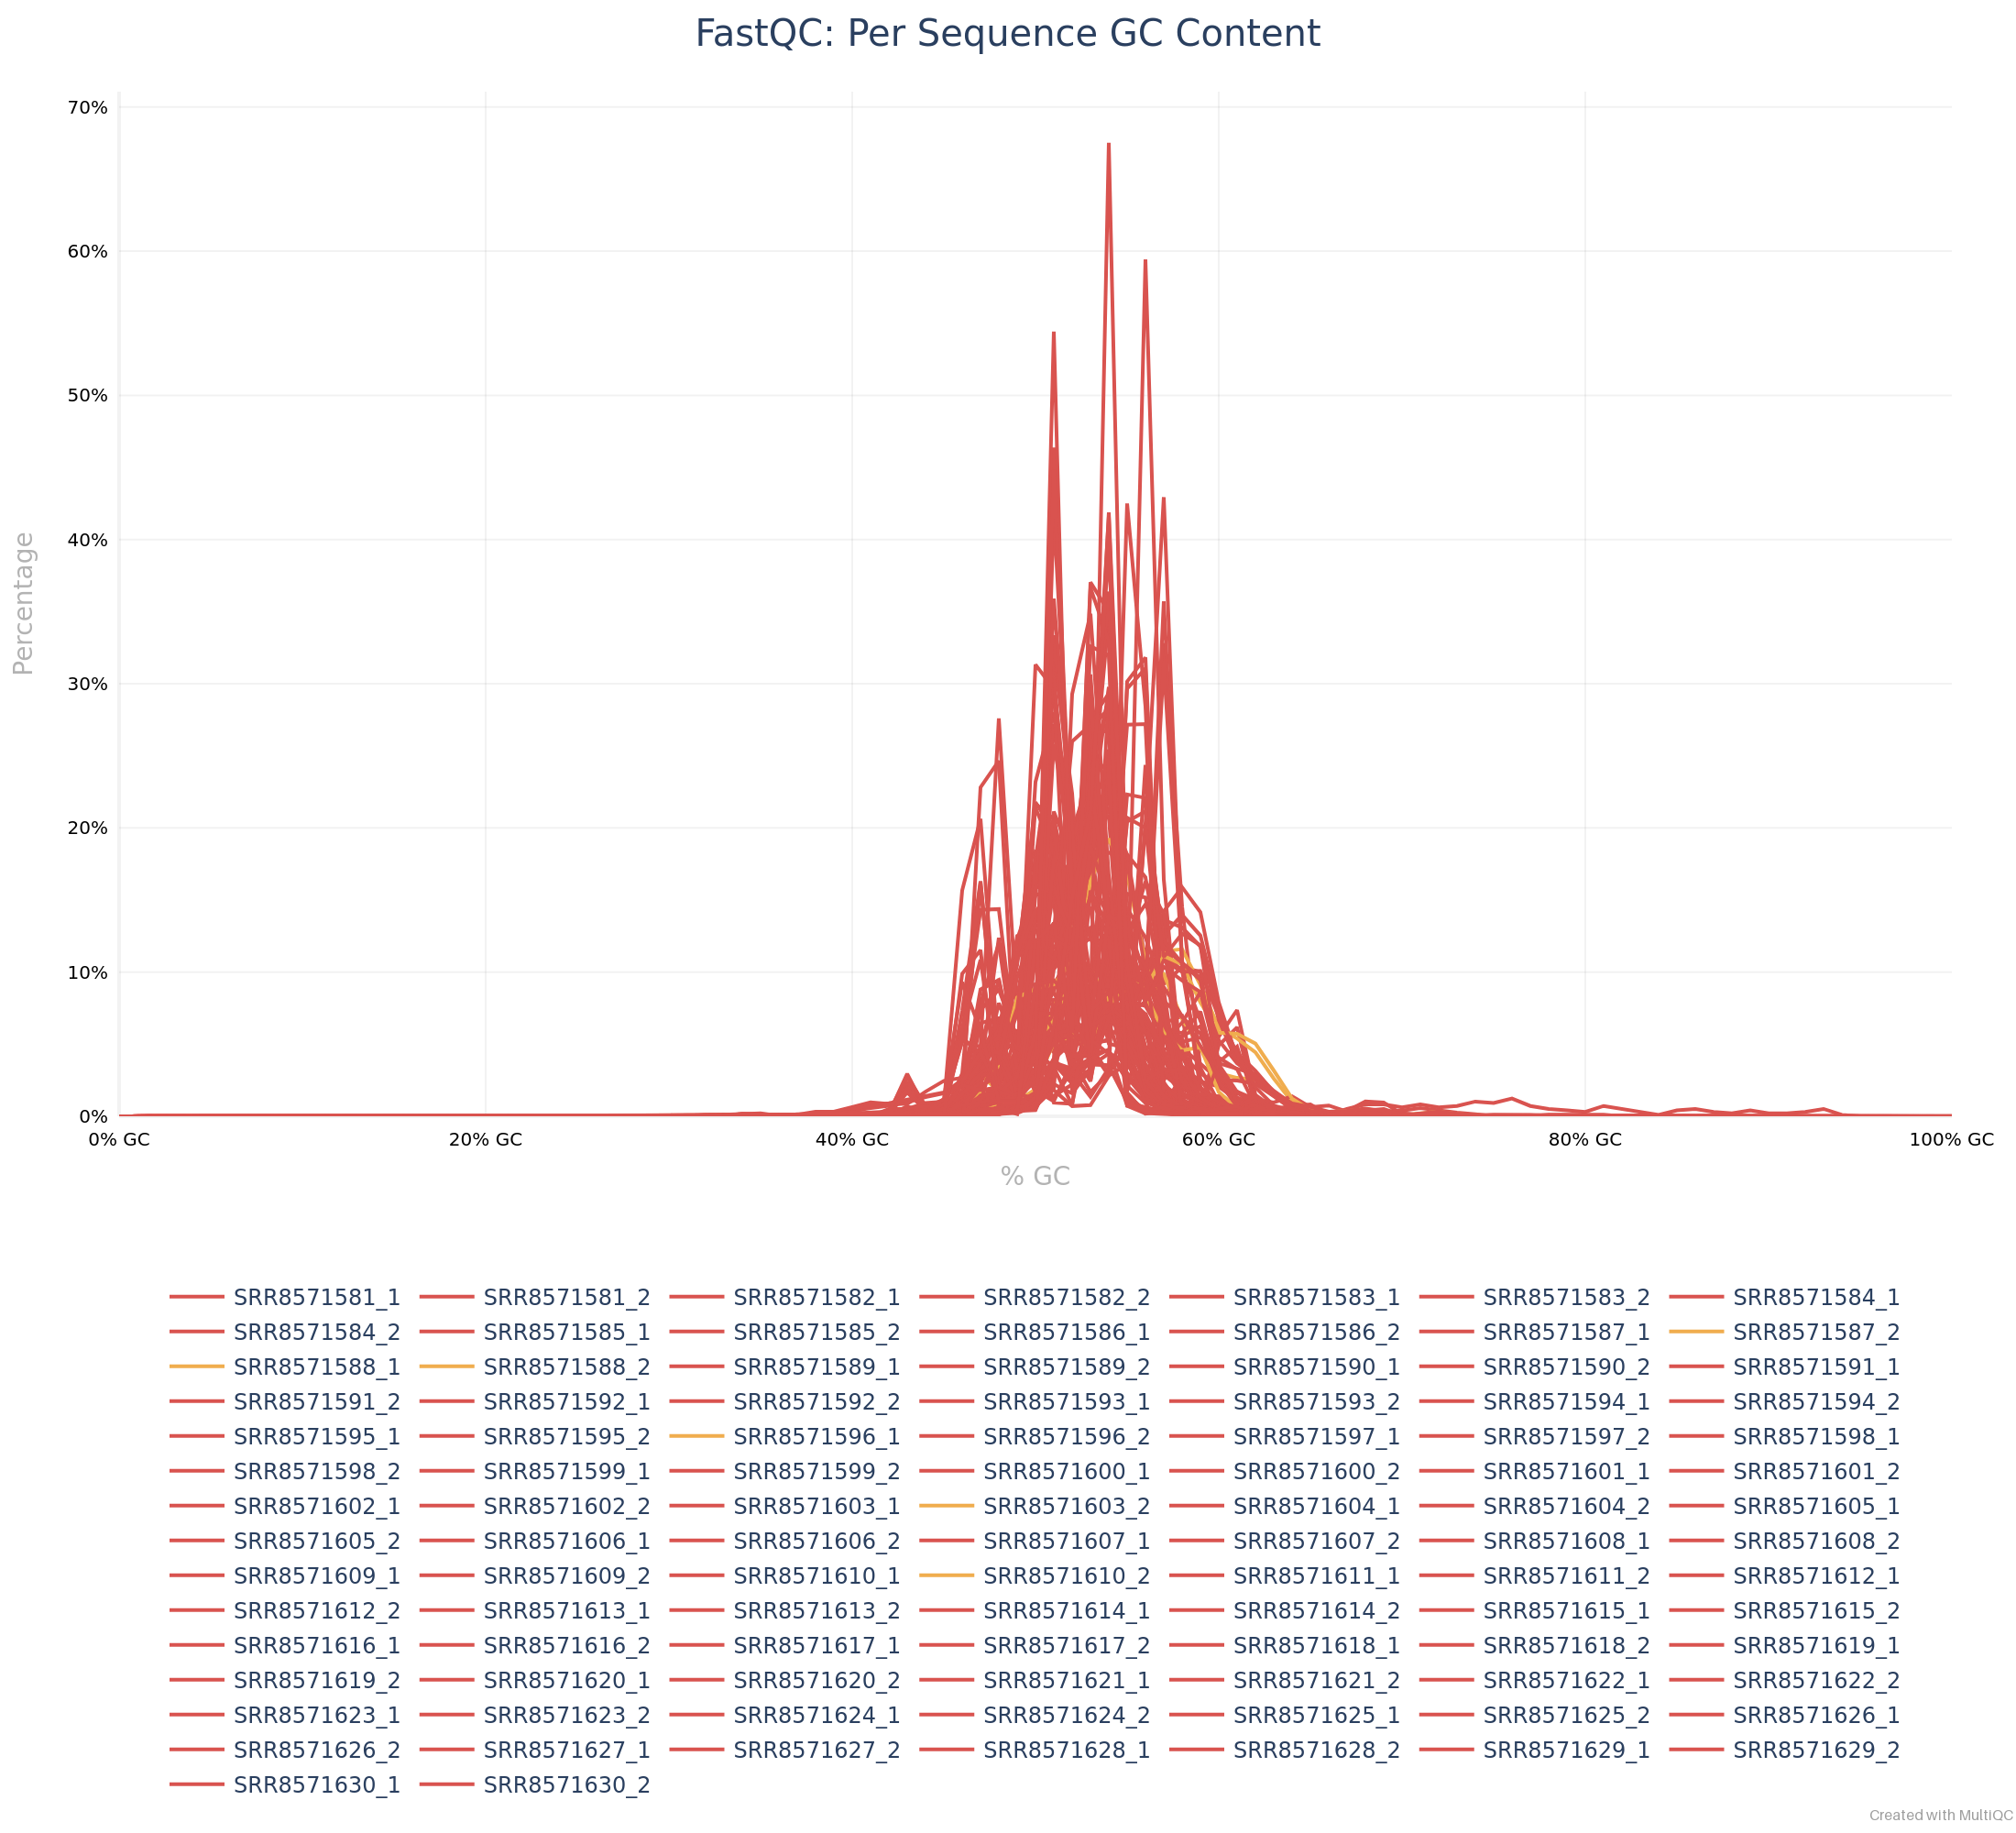 FastQC: Per Sequence GC Content
70%
60%
50%
40%
30%
20%
10%
0%
Percentage
0% GC 20% GC 40% GC 60% GC 80% GC 100% GC
% GC
SRR8571581_1 SRR8571581_2 SRR8571582_1 SRR8571582_2 SRR8571583_1 SRR8571583_2 SRR8571584_1
SRR8571584_2 SRR8571585_1 SRR8571585_2 SRR8571586_1 SRR8571586_2 SRR8571587_1 SRR8571587_2
SRR8571588_1 SRR8571588_2 SRR8571589_1 SRR8571589_2 SRR8571590_1 SRR8571590_2 SRR8571591_1
SRR8571591_2 SRR8571592_1 SRR8571592_2 SRR8571593_1 SRR8571593_2 SRR8571594_1 SRR8571594_2
SRR8571595_1 SRR8571595_2 SRR8571596_1 SRR8571596_2 SRR8571597_1 SRR8571597_2 SRR8571598_1
SRR8571598_2 SRR8571599_1 SRR8571599_2 SRR8571600_1 SRR8571600_2 SRR8571601_1 SRR8571601_2
SRR8571602_1 SRR8571602_2 SRR8571603_1 SRR8571603_2 SRR8571604_1 SRR8571604_2 SRR8571605_1
SRR8571605_2 SRR8571606_1 SRR8571606_2 SRR8571607_1 SRR8571607_2 SRR8571608_1 SRR8571608_2
SRR8571609_1 SRR8571609_2 SRR8571610_1 SRR8571610_2 SRR8571611_1 SRR8571611_2 SRR8571612_1
SRR8571612_2 SRR8571613_1 SRR8571613_2 SRR8571614_1 SRR8571614_2 SRR8571615_1 SRR8571615_2
SRR8571616_1 SRR8571616_2 SRR8571617_1 SRR8571617_2 SRR8571618_1 SRR8571618_2 SRR8571619_1
SRR8571619_2 SRR8571620_1 SRR8571620_2 SRR8571621_1 SRR8571621_2 SRR8571622_1 SRR8571622_2
SRR8571623_1 SRR8571623_2 SRR8571624_1 SRR8571624_2 SRR8571625_1 SRR8571625_2 SRR8571626_1
SRR8571626_2 SRR8571627_1 SRR8571627_2 SRR8571628_1 SRR8571628_2 SRR8571629_1 SRR8571629_2
SRR8571630_1 SRR8571630_2
Created with MultiQC